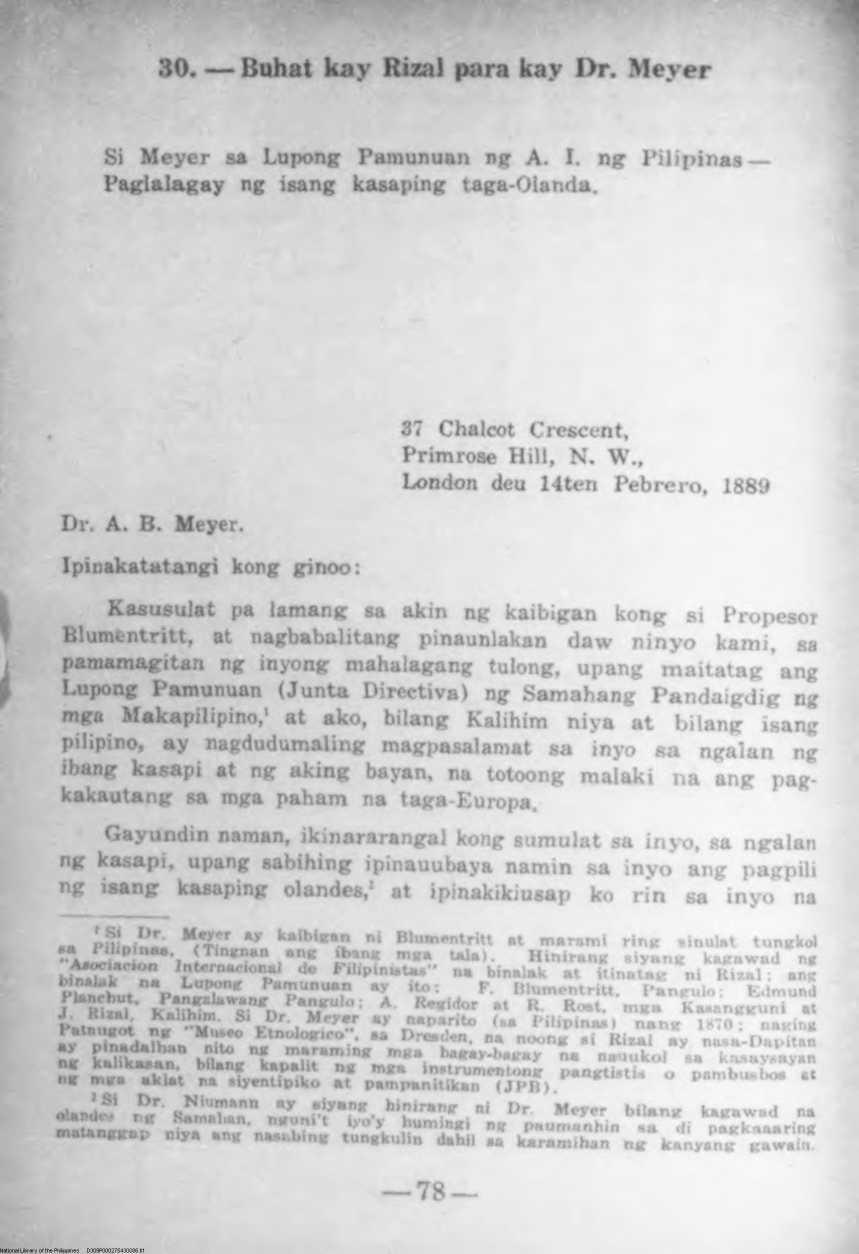 30. — Buhat kay Rizal para kay Dr. Meyer
Si Meyer sa Lupong Pamunuan ng A. I. ng Pilipinas —
Paglalagay ng isang kasaping taga-Olanda.
37 Chalcot Crescent,
Primrose Hill, N. W.,
London deu 14ten Pebrero, 1889
Dr. A. B. Meyer.
Ipinakatatangi kong ginoo:
Kasusulat pa lamang sa akin ng kaibigan kong si Propesor
Blumentritt, at nagbabalitang pinaunlakan daw ninyo kami, sa
pamamagitan ng inyong mahalagang tulong, upang maitatag ang
Lupong Pamunuan (Junta Directiva) ng Samahang Pandaigdig ng
mga Makapilipino,¹ at ako, bilang Kalihim niya at bilang isang
pilipino, ay nagdudumaling magpasalamat sa inyo sa ngalan ng
ibang kasapi at ng aking bayan, na totoong malaki na ang pag-
kakautang sa mga paham na taga-Europa.
Gayundin naman, ikinararangal kong sumulat sa inyo, sa ngalan
ng kasapi, upang sabihing ipinauubaya namin sa inyo ang pagpili
ng isang kasaping olandes,² at ipinakikiusap ko rin sa inyo na
¹ Si Dr. Meyer ay kaibigan ni Blumentritt at marami ring sinulat tungkol
sa Pilipinas. (Tingnan ang ibang mga tala). Hinirang siyang kagawad ng
"Asociacion Internacional de Filipinistas" na binalak at itinatag ni Rizal; ang
binalak na Lupong Pamunuan ay ito: F. Blumentritt, Pangulo; Edmund
Planchut, Pangalawang Pangulo; A. Regidor at R. Rost, mga Kasangguni at
J. Rizal, Kalihim. Si Dr. Meyer ay naparito (sa Pilipinas) nang 1870; naging
Patnugot ng "Museo Etnologico", sa Dresden, na noong si Rizal ay nasa-Dapitan
ay pinadalhan nito ng maraming mga bagay-bagay na nauukol sa kasaysayan
ng kalikasan, bilang kapalit ng mga instrumentong pangtistis o pambusbos at
ng mga aklat na siyentipiko at pampanitikan (JPB).
² Si Dr. Niumann ay siyang hinirang ni Dr. Meyer bilang kagawad na
olandes ng Samahan, nguni't iyo'y humingi ng paumanhin sa di pagkaaring
matanggap niya ang nasabing tungkulin dahil sa karamihan ng kanyang gawain.
— 78 —
National Library of the Philippines D309P000275430086.tif